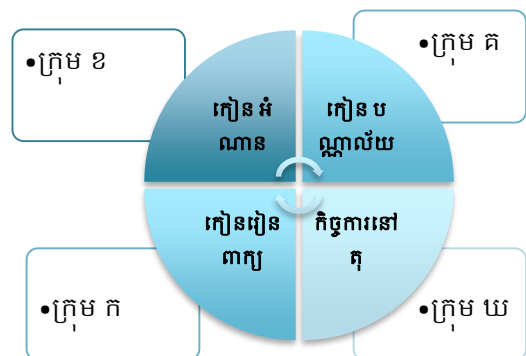 •ក្រុម ខ
•ក្រុម គ
កៀន អំ
ណាន
កៀន ប
ណ្ណាល័យ
កៀនរៀន
ពាក្យ
កិច្ចការនៅ
តុ
•ក្រុម ក
•ក្រុម ឃ